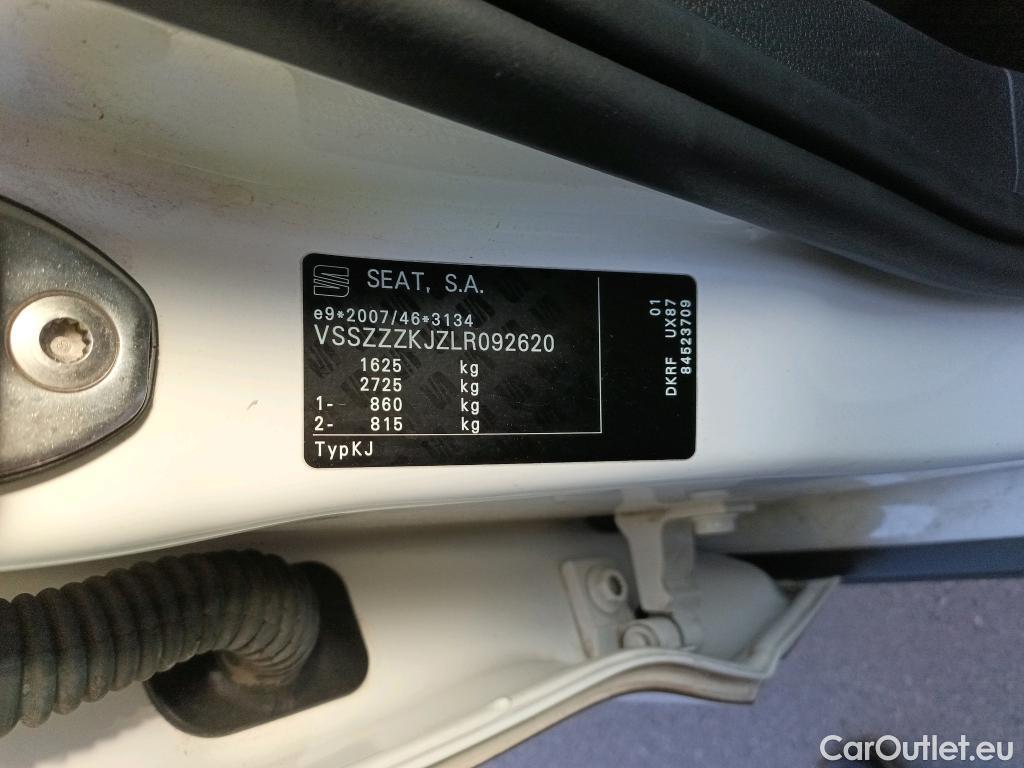 SEAT, S.A.
e9*2007/46*3134
VSSZZZKJZLR092620
1625 kg
2725 kg
1- 860 kg
2- 815 kg
TypKJ
01
DKRF UX87
84523709
CarOutlet.eu